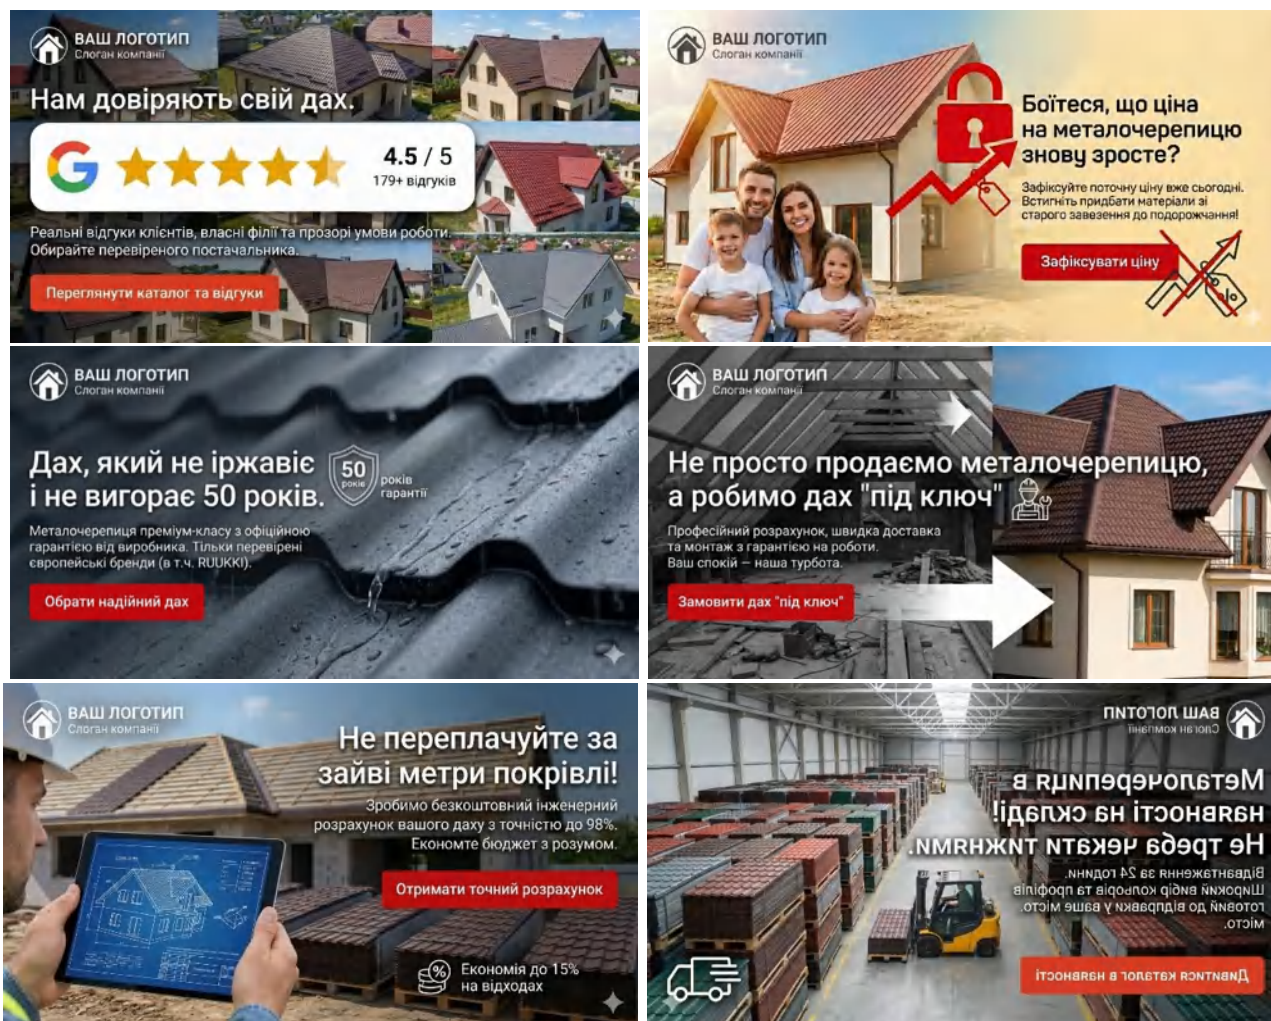 ВАШ ЛОГОТИП
Слоган компанії
Нам довіряють свій дах.
4.5 / 5
179+ відгуків
Реальні відгуки клієнтів, власні філії та прозорі умови роботи.
Обирайте перевіреного постачальника.
Переглянути каталог та відгуки
ВАШ ЛОГОТИП
Слоган компанії
Боїтеся, що ціна
на металочерепицю
знову зросте?
Зафіксуйте поточну ціну вже сьогодні.
Встигніть придбати матеріали зі
старого завезення до подорожчання!
Зафіксувати ціну
ВАШ ЛОГОТИП
Слоган компанії
Дах, який не іржавіє
і не вигорає 50 років.
50
років
років
гарантії
Металочерепиця преміум-класу з офіційною
гарантією від виробника. Тільки перевірені
європейські бренди (в т.ч. RUUKKI).
Обрати надійний дах
ВАШ ЛОГОТИП
Слоган компанії
Не просто продаємо металочерепицю,
а робимо дах "під ключ"
Професійний розрахунок, швидка доставка
та монтаж з гарантією на роботи.
Ваш спокій — наша турбота.
Замовити дах "під ключ"
ВАШ ЛОГОТИП
Слоган компанії
Не переплачуйте за
зайві метри покрівлі!
Зробимо безкоштовний інженерний
розрахунок вашого даху з точністю до 98%.
Економте бюджет з розумом.
Отримати точний розрахунок
%
Економія до 15%
на відходах
ВАШ ЛОГОТИП
Слоган компанії
Металочерепиця в
наявності на складі!
Не треба чекати тижнями.
Відвантаження за 24 години.
Широкий вибір кольорів та профілів
готовий до відправки у ваше місто.
місто.
Дивитися каталог в наявності